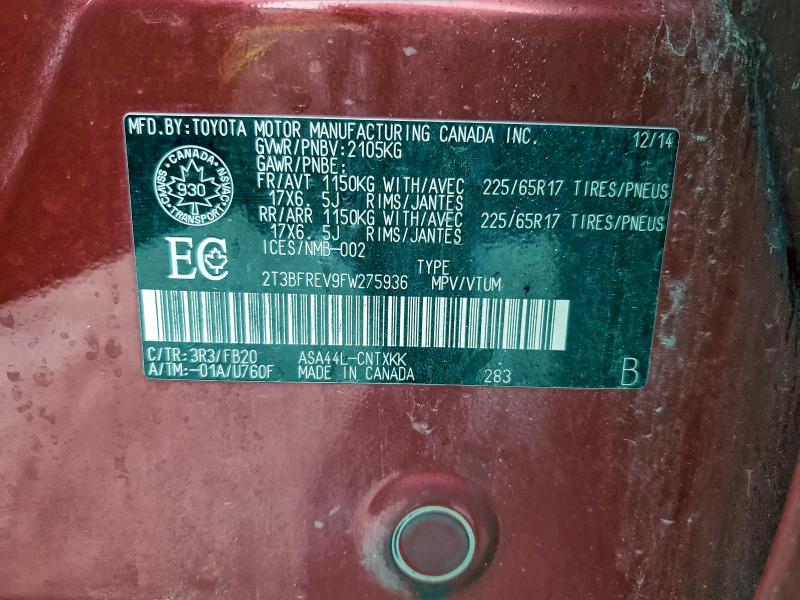 MFD.BY:TOYOTA MOTOR MANUFACTURING CANADA INC. 12/14
GVWR/PNBV:2105KG
GAWR/PNBE:
FR/AVT 1150KG WITH/AVEC 225/65R17 TIRES/PNEUS
17X6.5J RIMS/JANTES
RR/ARR 1150KG WITH/AVEC 225/65R17 TIRES/PNEUS
17X6.5J RIMS/JANTES
ICES/NMB-002
CANADA
CMVSS
930
NSVAC
TRANSPORT
EC
TYPE
2T3BFREV9FW275936 MPV/VTUM
C/TR:3R3/FB20 ASA44L-CNTXKK
A/TM:-01A/U760F MADE IN CANADA 283 B